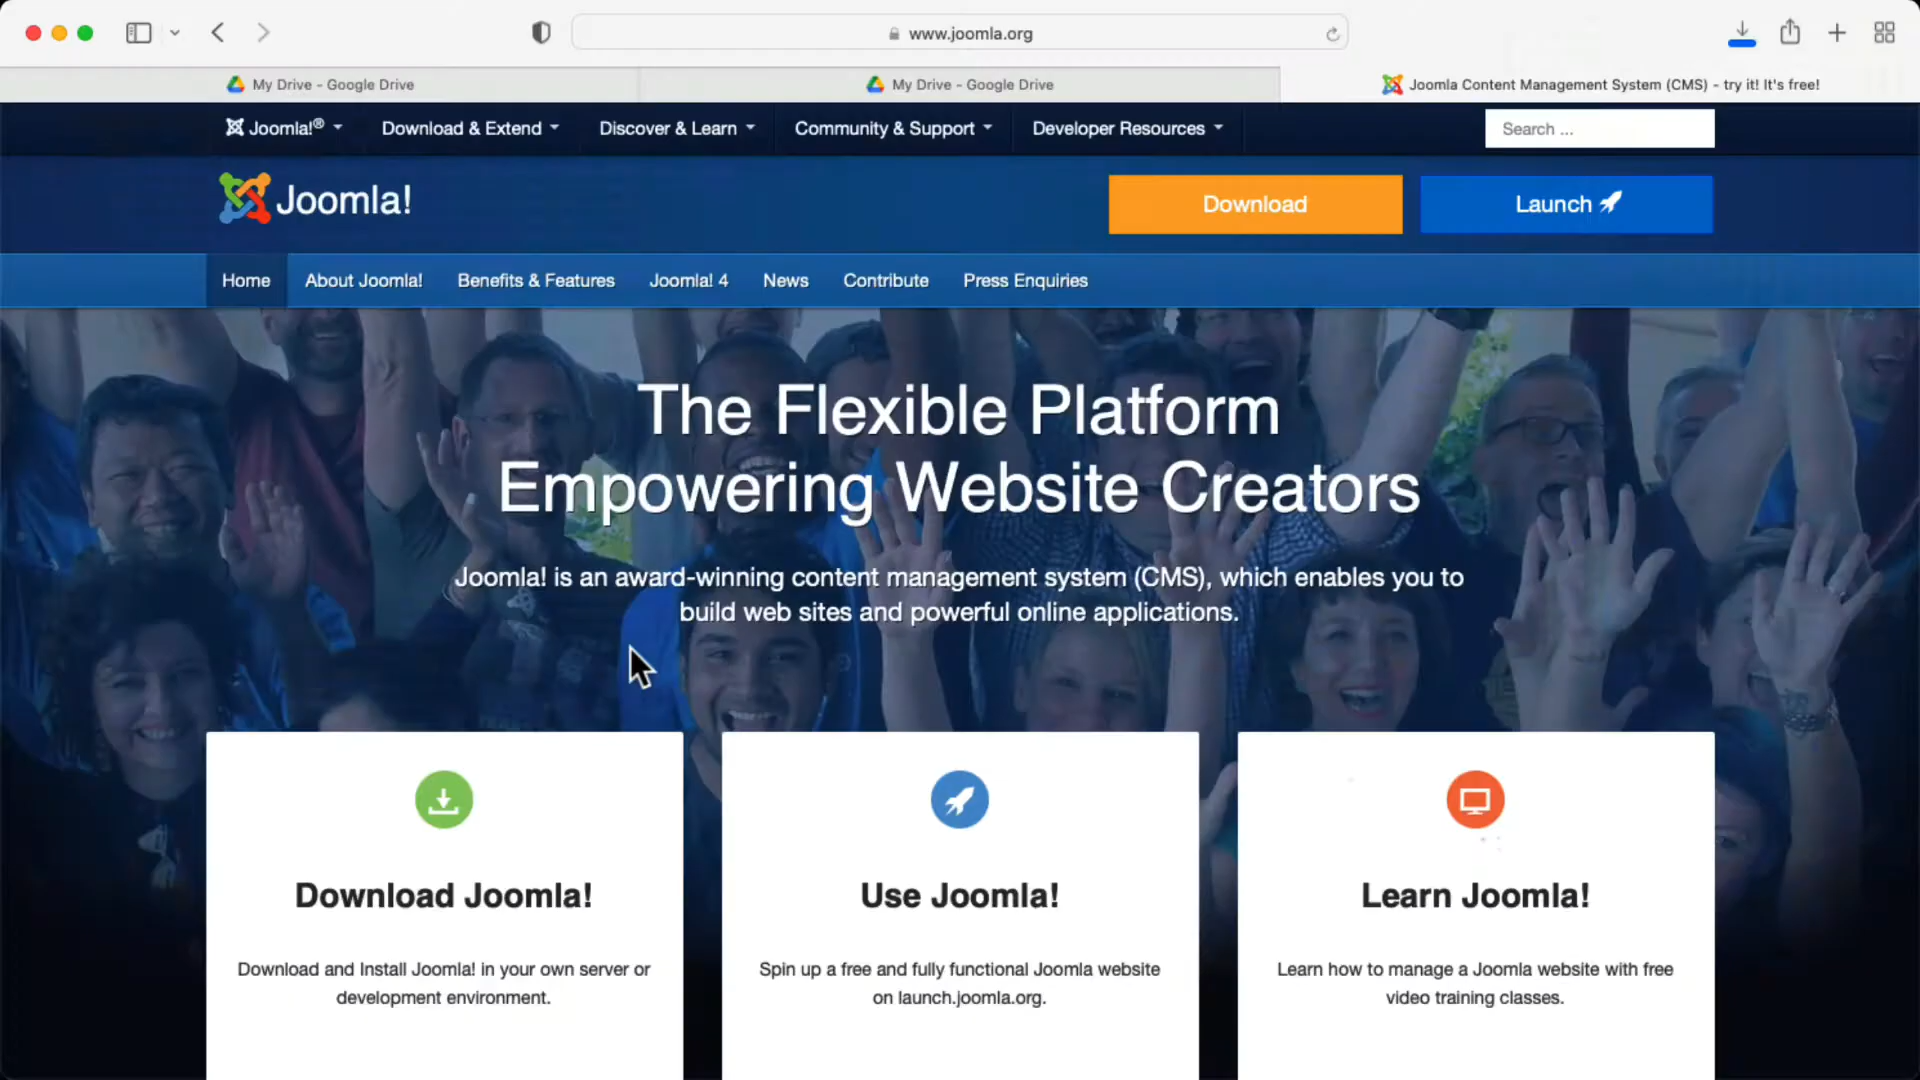 www.joomla.org
My Drive - Google Drive
My Drive - Google Drive
Joomla Content Management System (CMS) - try it! It's free!
Joomla!®
Download & Extend
Discover & Learn
Community & Support
Developer Resources
Search ...
Joomla!
Download
Launch
Home
About Joomla!
Benefits & Features
Joomla! 4
News
Contribute
Press Enquiries
The Flexible Platform
Empowering Website Creators
Joomla! is an award-winning content management system (CMS), which enables you to
build web sites and powerful online applications.
Download Joomla!
Download and Install Joomla! in your own server or
development environment.
Use Joomla!
Spin up a free and fully functional Joomla website
on launch.joomla.org.
Learn Joomla!
Learn how to manage a Joomla website with free
video training classes.